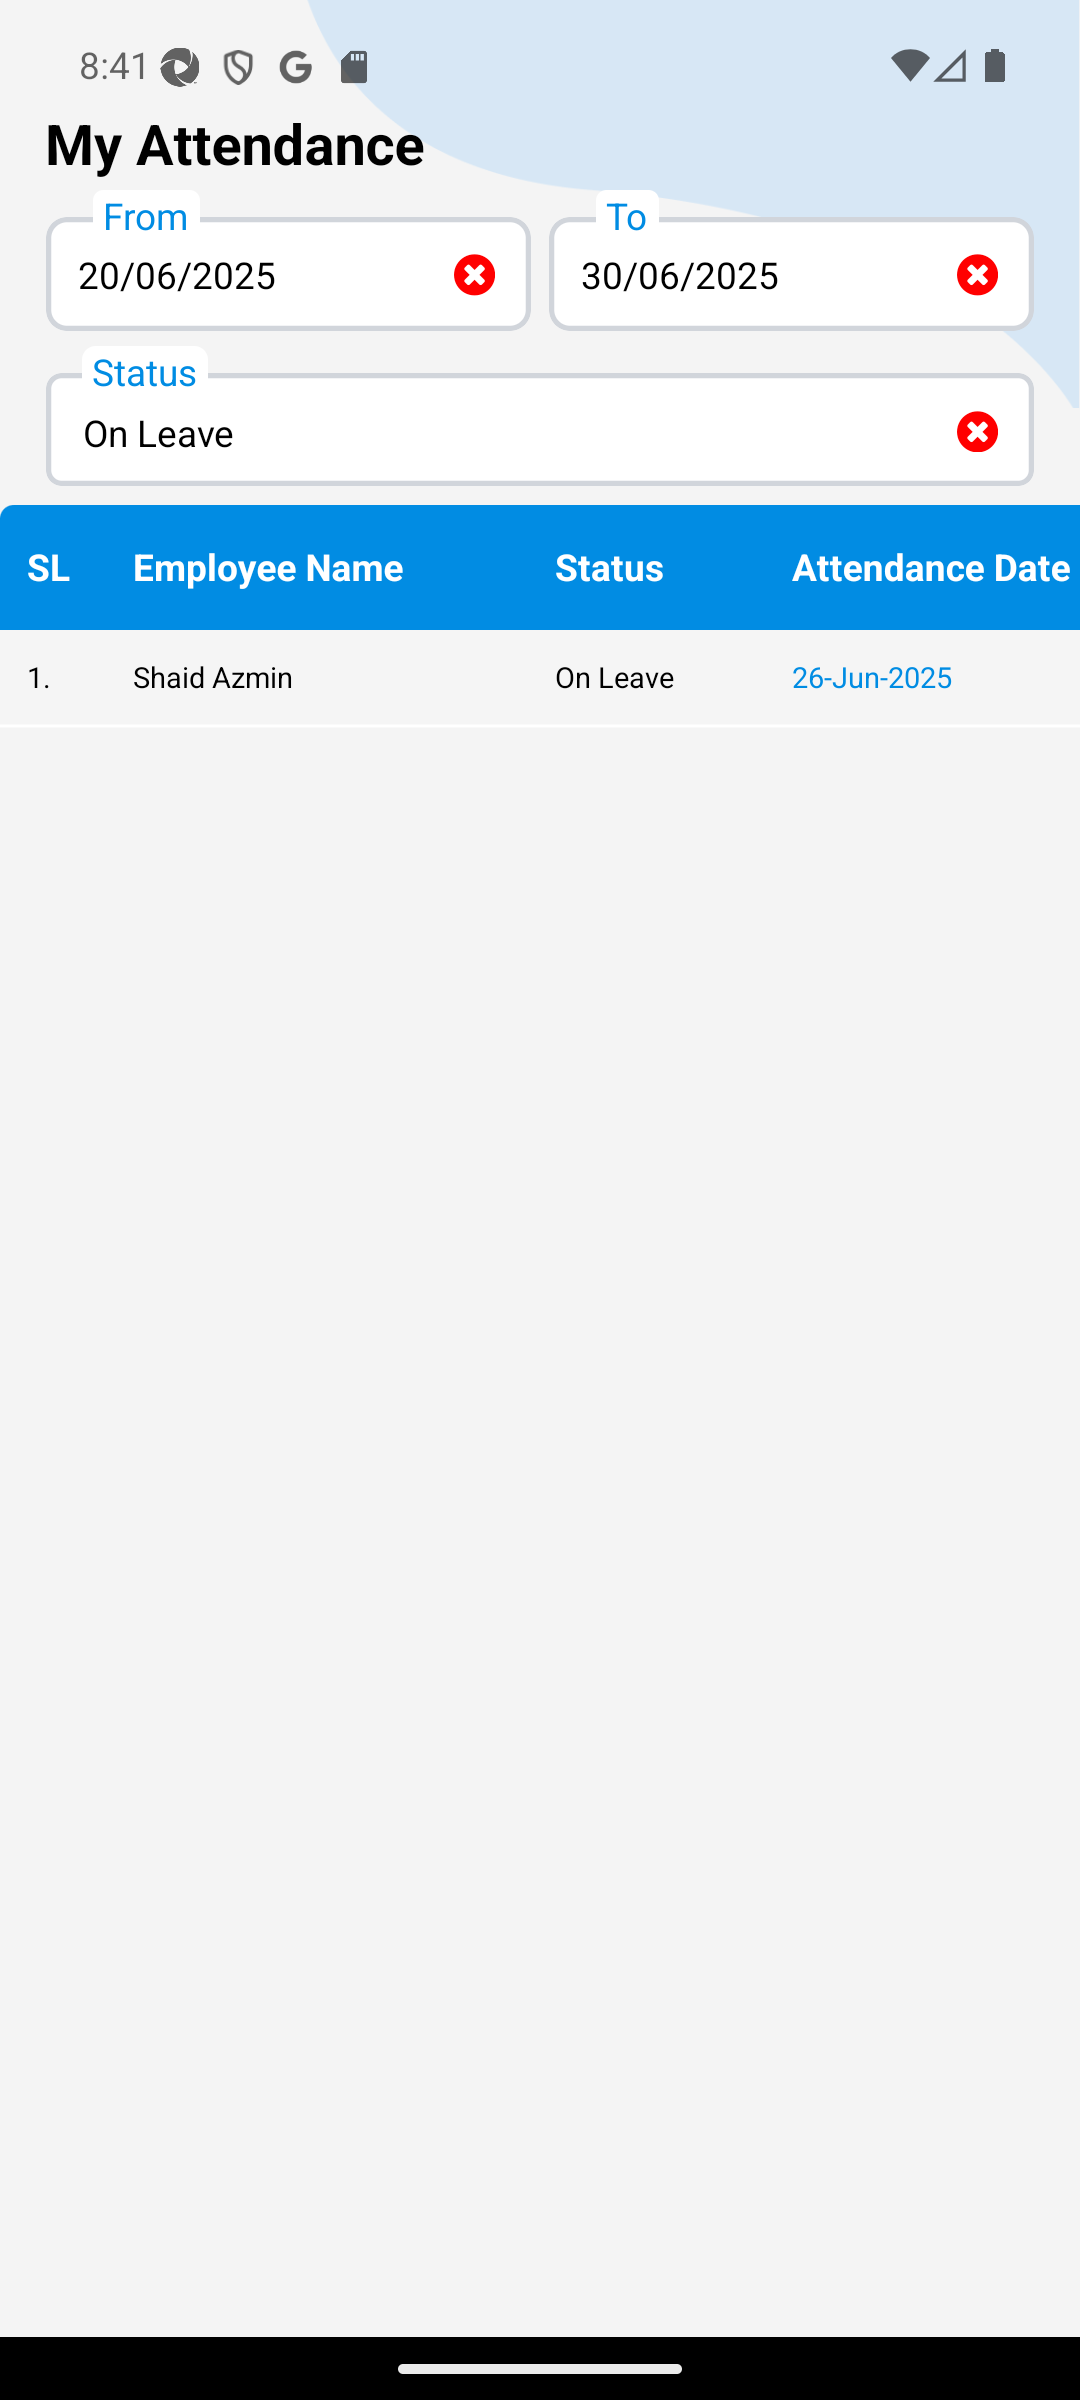 8:41
My Attendance
From To
20/06/2025 30/06/2025
Status
On Leave
SL Employee Name Status Attendance Date
1. Shaid Azmin On Leave 26-Jun-2025